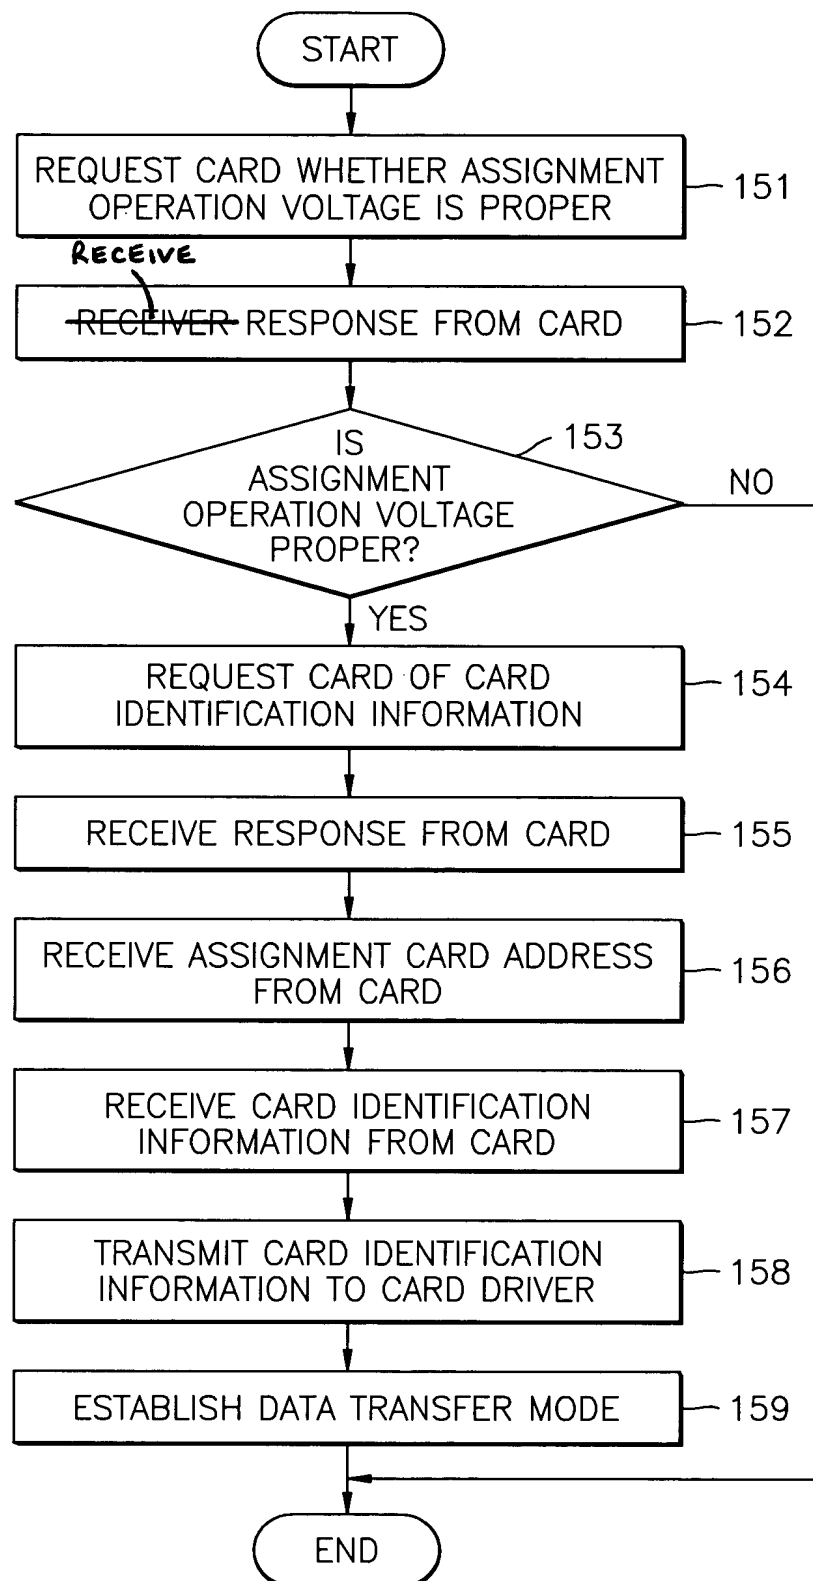 START
REQUEST CARD WHETHER ASSIGNMENT
OPERATION VOLTAGE IS PROPER
151
RECEIVE
RECEIVER RESPONSE FROM CARD
152
IS
ASSIGNMENT
OPERATION VOLTAGE
PROPER?
153
NO
YES
REQUEST CARD OF CARD
IDENTIFICATION INFORMATION
154
RECEIVE RESPONSE FROM CARD
155
RECEIVE ASSIGNMENT CARD ADDRESS
FROM CARD
156
RECEIVE CARD IDENTIFICATION
INFORMATION FROM CARD
157
TRANSMIT CARD IDENTIFICATION
INFORMATION TO CARD DRIVER
158
ESTABLISH DATA TRANSFER MODE
159
END